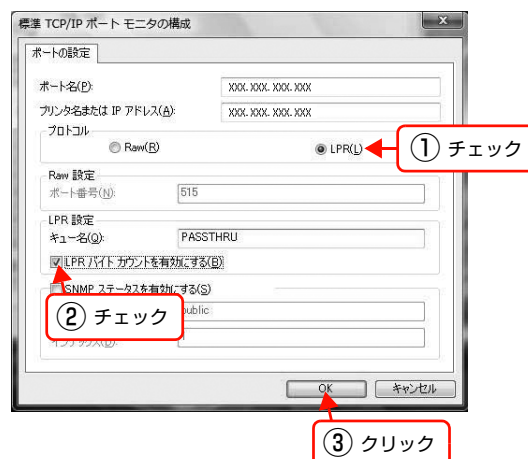 標準 TCP/IP ポート モニタの構成
ポートの設定
ポート名(P):
XXX. XXX. XXX. XXX
プリンタ名または IP アドレス(A):
XXX. XXX. XXX. XXX
プロトコル
Raw(R)
LPR(L)
① チェック
Raw 設定
ポート番号(N):
515
LPR 設定
キュー名(Q):
PASSTHRU
LPR バイト カウントを有効にする(B)
SNMP ステータスを有効にする(S)
public
② チェック
1
OK
キャンセル
③ クリック